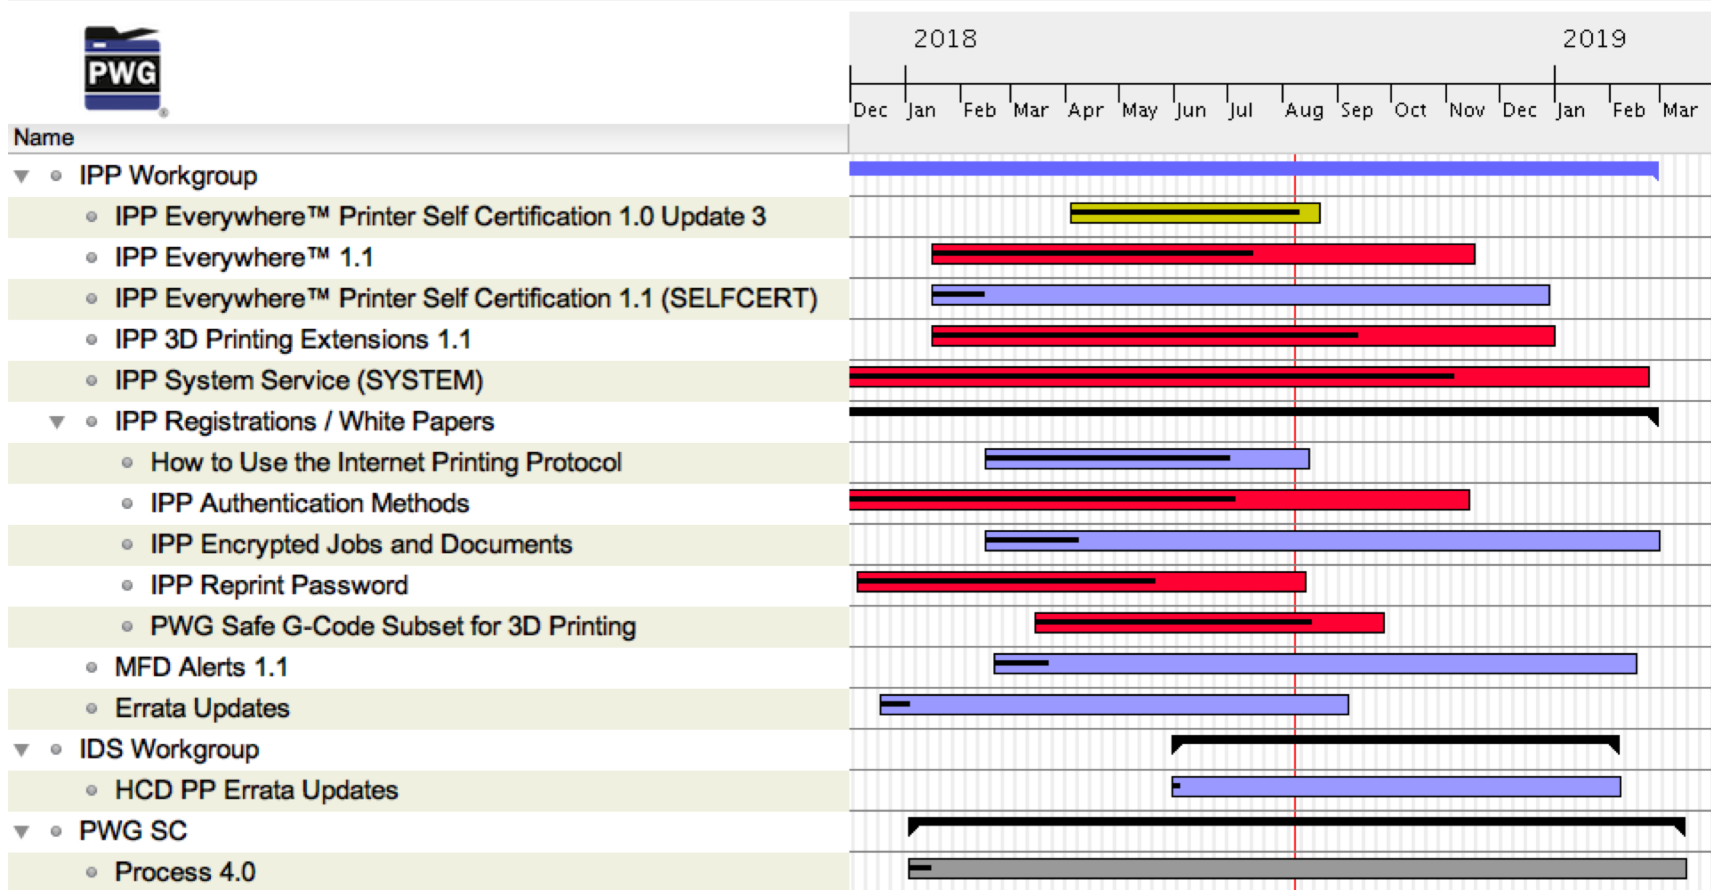 PWG
®
2018 2019
Dec Jan Feb Mar Apr May Jun Jul Aug Sep Oct Nov Dec Jan Feb Mar
Name
IPP Workgroup
IPP Everywhere™ Printer Self Certification 1.0 Update 3
IPP Everywhere™ 1.1
IPP Everywhere™ Printer Self Certification 1.1 (SELFCERT)
IPP 3D Printing Extensions 1.1
IPP System Service (SYSTEM)
IPP Registrations / White Papers
How to Use the Internet Printing Protocol
IPP Authentication Methods
IPP Encrypted Jobs and Documents
IPP Reprint Password
PWG Safe G-Code Subset for 3D Printing
MFD Alerts 1.1
Errata Updates
IDS Workgroup
HCD PP Errata Updates
PWG SC
Process 4.0